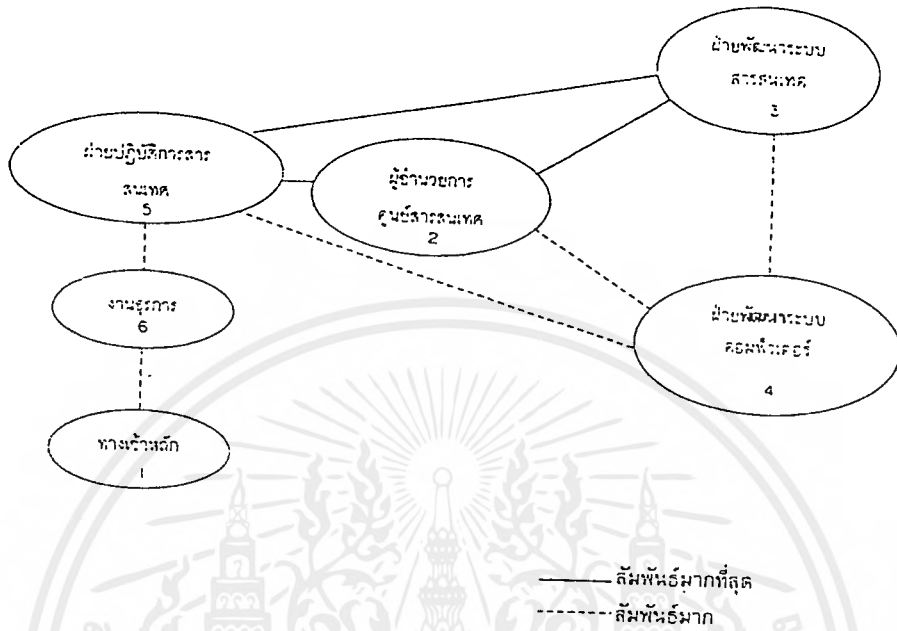 ฝ่ายพัฒนาระบบ
สารสนเทศ
3
ฝ่ายปฏิบัติการสาร
สนเทศ
5
ผู้อำนวยการ
ศูนย์สารสนเทศ
2
งานธุรการ
6
ฝ่ายพัฒนาระบบ
คอมพิวเตอร์
4
ทางเข้าหลัก
1
สัมพันธ์มากที่สุด
สัมพันธ์มาก